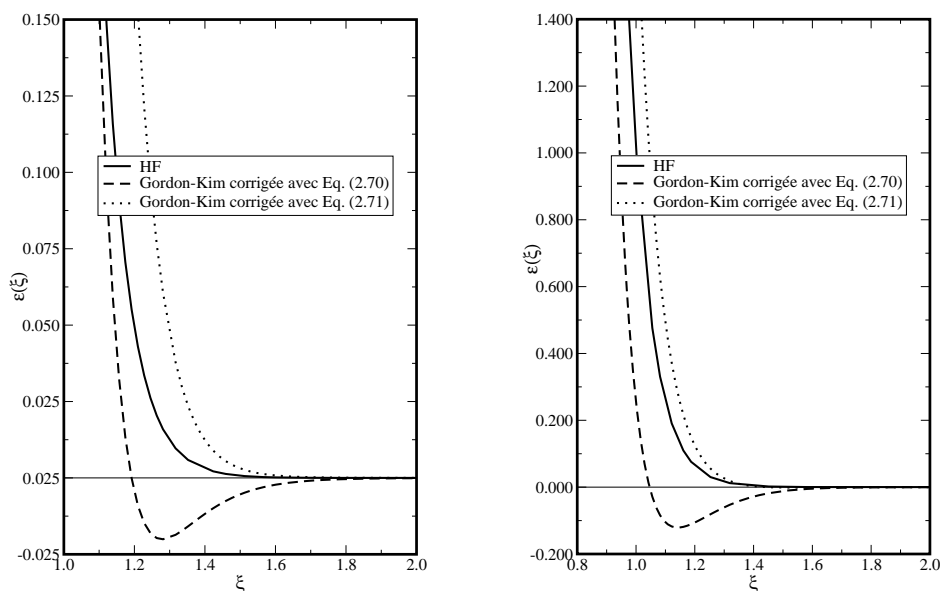 0.150
0.125
0.100
0.075
0.050
0.025
0.025
-0.025
ε(ξ)
HF
Gordon-Kim corrigée avec Eq. (2.70)
Gordon-Kim corrigée avec Eq. (2.71)
1.0 1.2 1.4 1.6 1.8 2.0
ξ
1.400
1.200
1.000
0.800
0.600
0.400
0.200
0.000
-0.200
ε(ξ)
HF
Gordon-Kim corrigée avec Eq. (2.70)
Gordon-Kim corrigée avec Eq. (2.71)
0.8 1.0 1.2 1.4 1.6 1.8 2.0
ξ